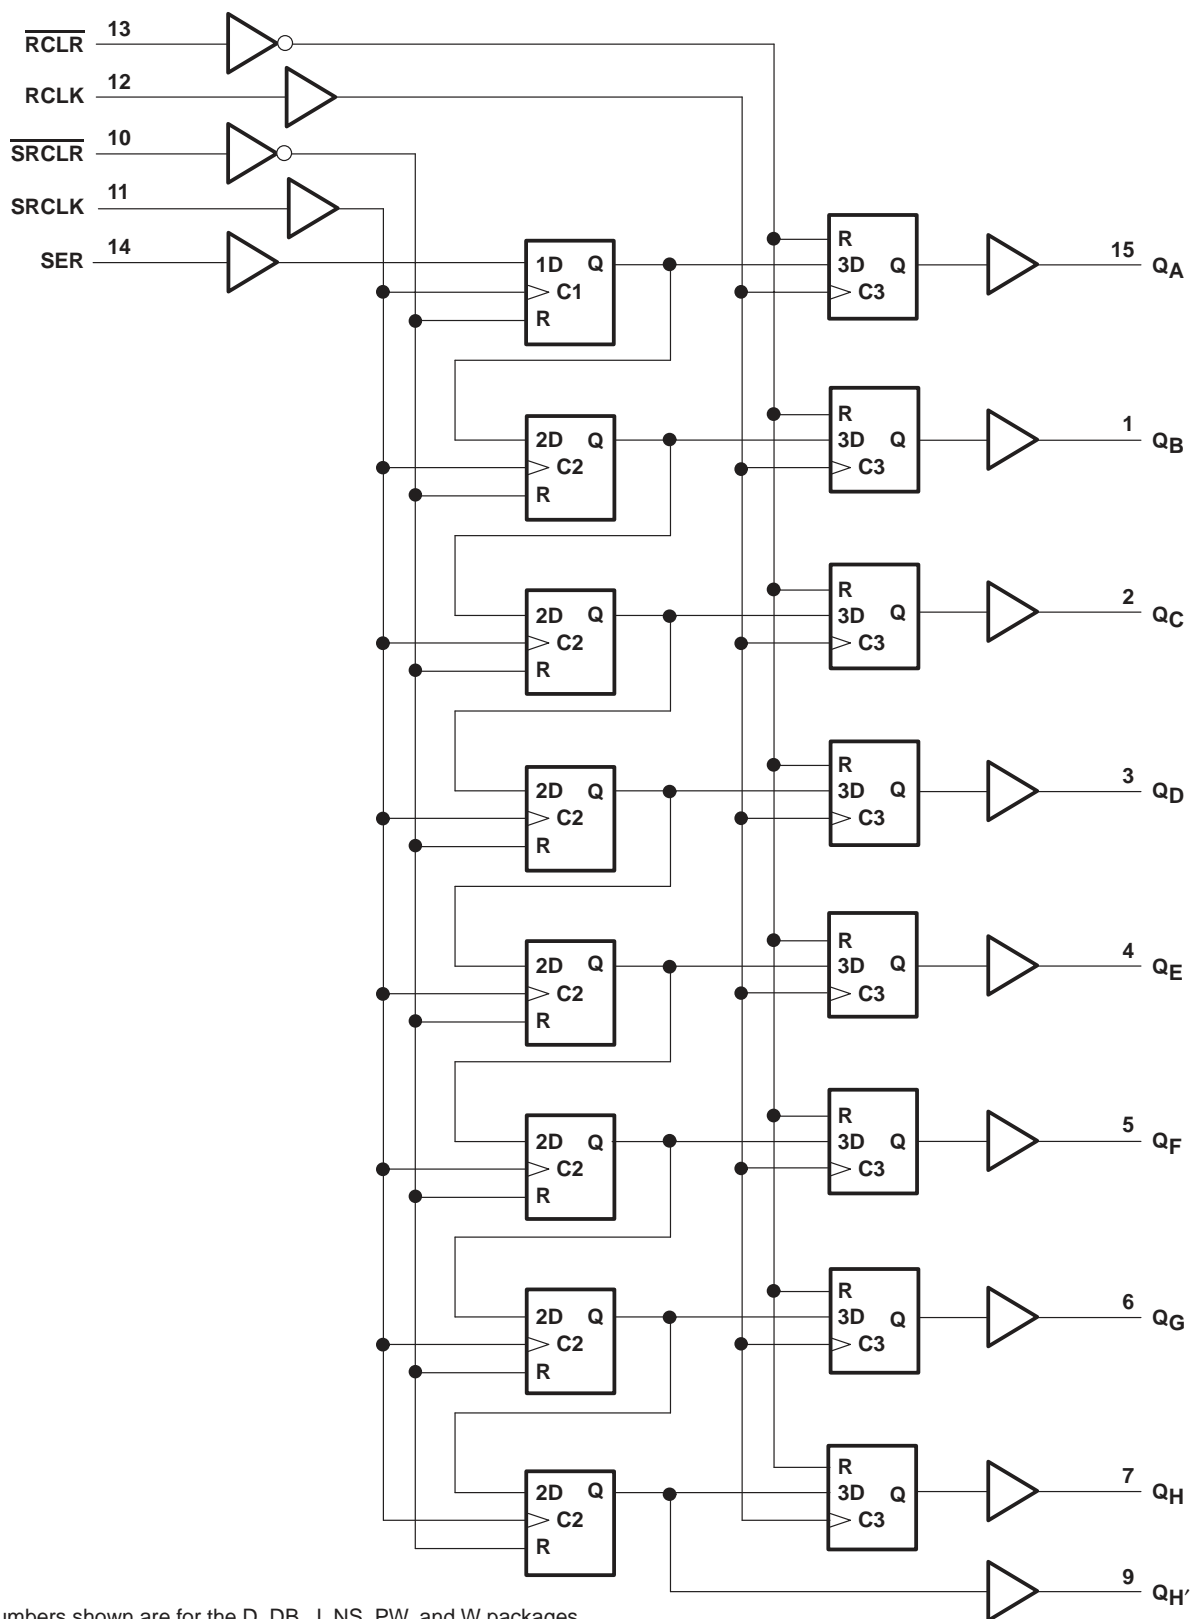 RCLR 13
RCLK 12
SRCLR 10
SRCLK 11
SER 14
1D Q
C1
R
R
3D Q
C3
15 QA
2D Q
C2
R
R
3D Q
C3
1 QB
2D Q
C2
R
R
3D Q
C3
2 QC
2D Q
C2
R
R
3D Q
C3
3 QD
2D Q
C2
R
R
3D Q
C3
4 QE
2D Q
C2
R
R
3D Q
C3
5 QF
2D Q
C2
R
R
3D Q
C3
6 QG
2D Q
C2
R
R
3D Q
C3
7 QH
9 QH′
umbers shown are for the D, DB, J, NS, PW, and W packages